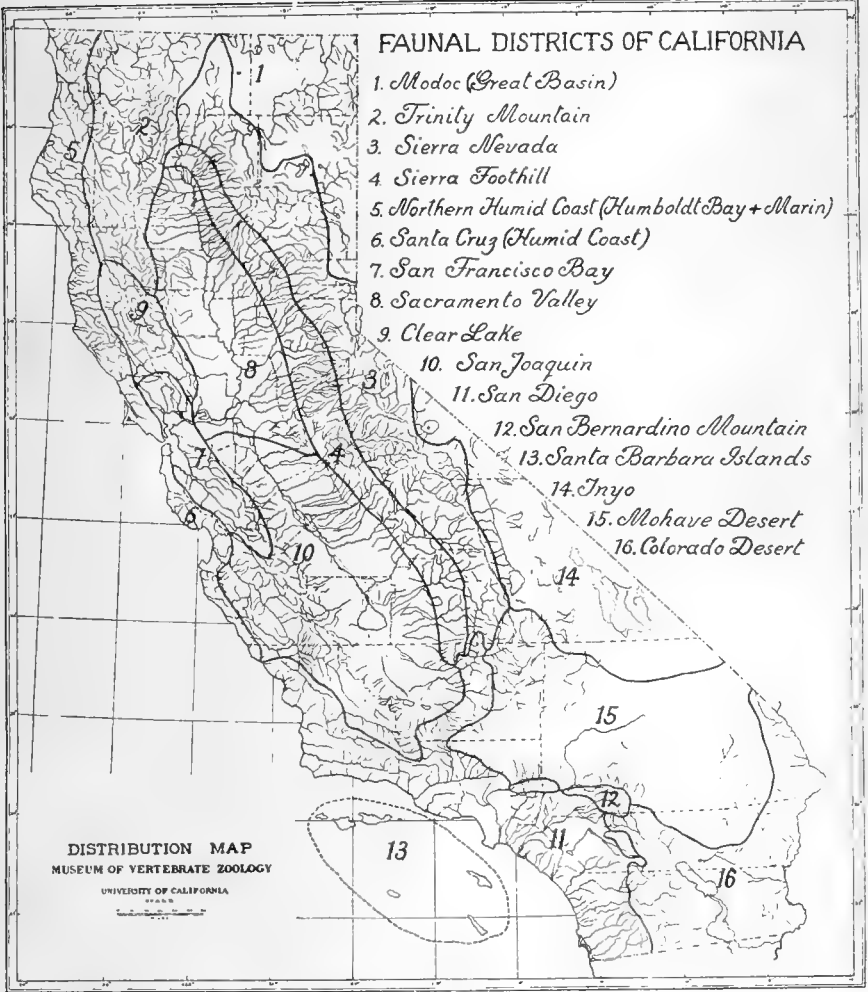 FAUNAL DISTRICTS OF CALIFORNIA
1. Modoc (Great Basin)
2. Trinity Mountain
3. Sierra Nevada
4. Sierra Foothill
5. Northern Humid Coast (Humboldt Bay + Marin)
6. Santa Cruz (Humid Coast)
7. San Francisco Bay
8. Sacramento Valley
9. Clear Lake
10. San Joaquin
11. San Diego
12. San Bernardino Mountain
13. Santa Barbara Islands
14. Inyo
15. Mohave Desert
16. Colorado Desert
1
2
5
9
8
3
7
4
6
10
14
15
12
11
13
16
DISTRIBUTION MAP
MUSEUM OF VERTEBRATE ZOOLOGY
UNIVERSITY OF CALIFORNIA